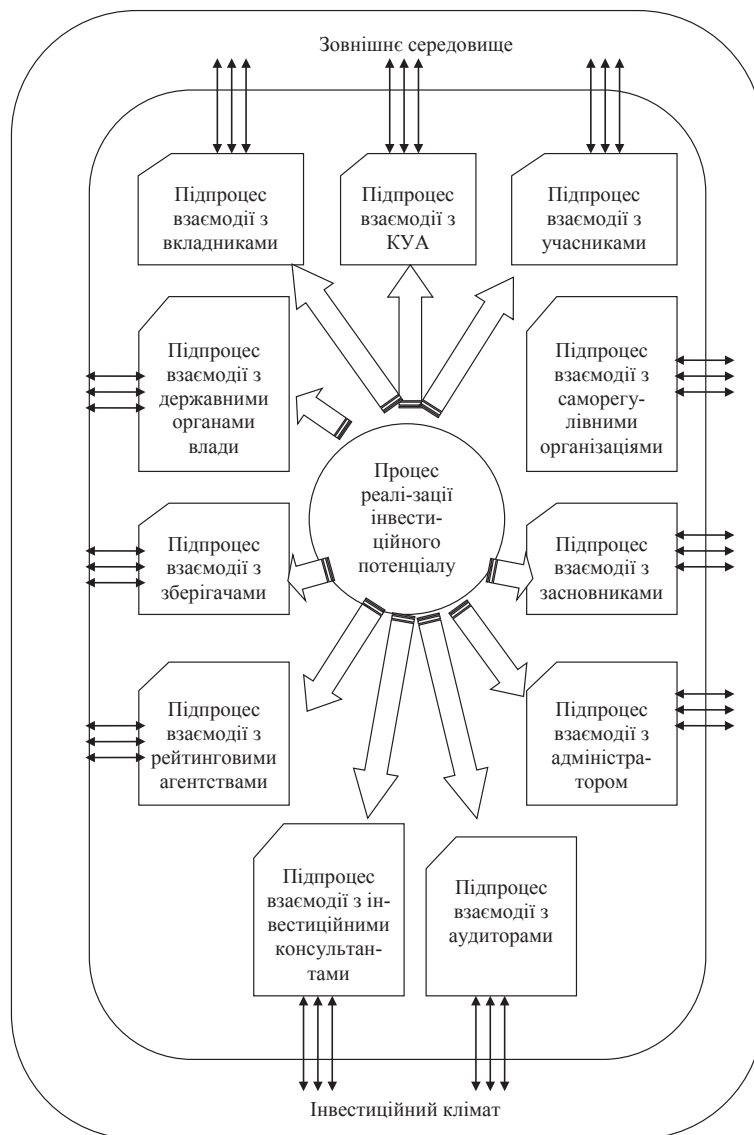 Зовнішнє середовище
Підпроцес
взаємодії з
вкладниками
Підпроцес
взаємодії з
КУА
Підпроцес
взаємодії з
учасниками
Підпроцес
взаємодії з
державними
органами
влади
Підпроцес
взаємодії з
саморегу-
лівними
організаціями
Процес
реалі-зації
інвести-
ційного
потенціалу
Підпроцес
взаємодії з
зберігачами
Підпроцес
взаємодії з
засновниками
Підпроцес
взаємодії з
рейтинговими
агентствами
Підпроцес
взаємодії з
адміністра-
тором
Підпроцес
взаємодії з ін-
вестиційними
консультан-
тами
Підпроцес
взаємодії з
аудиторами
Інвестиційний клімат